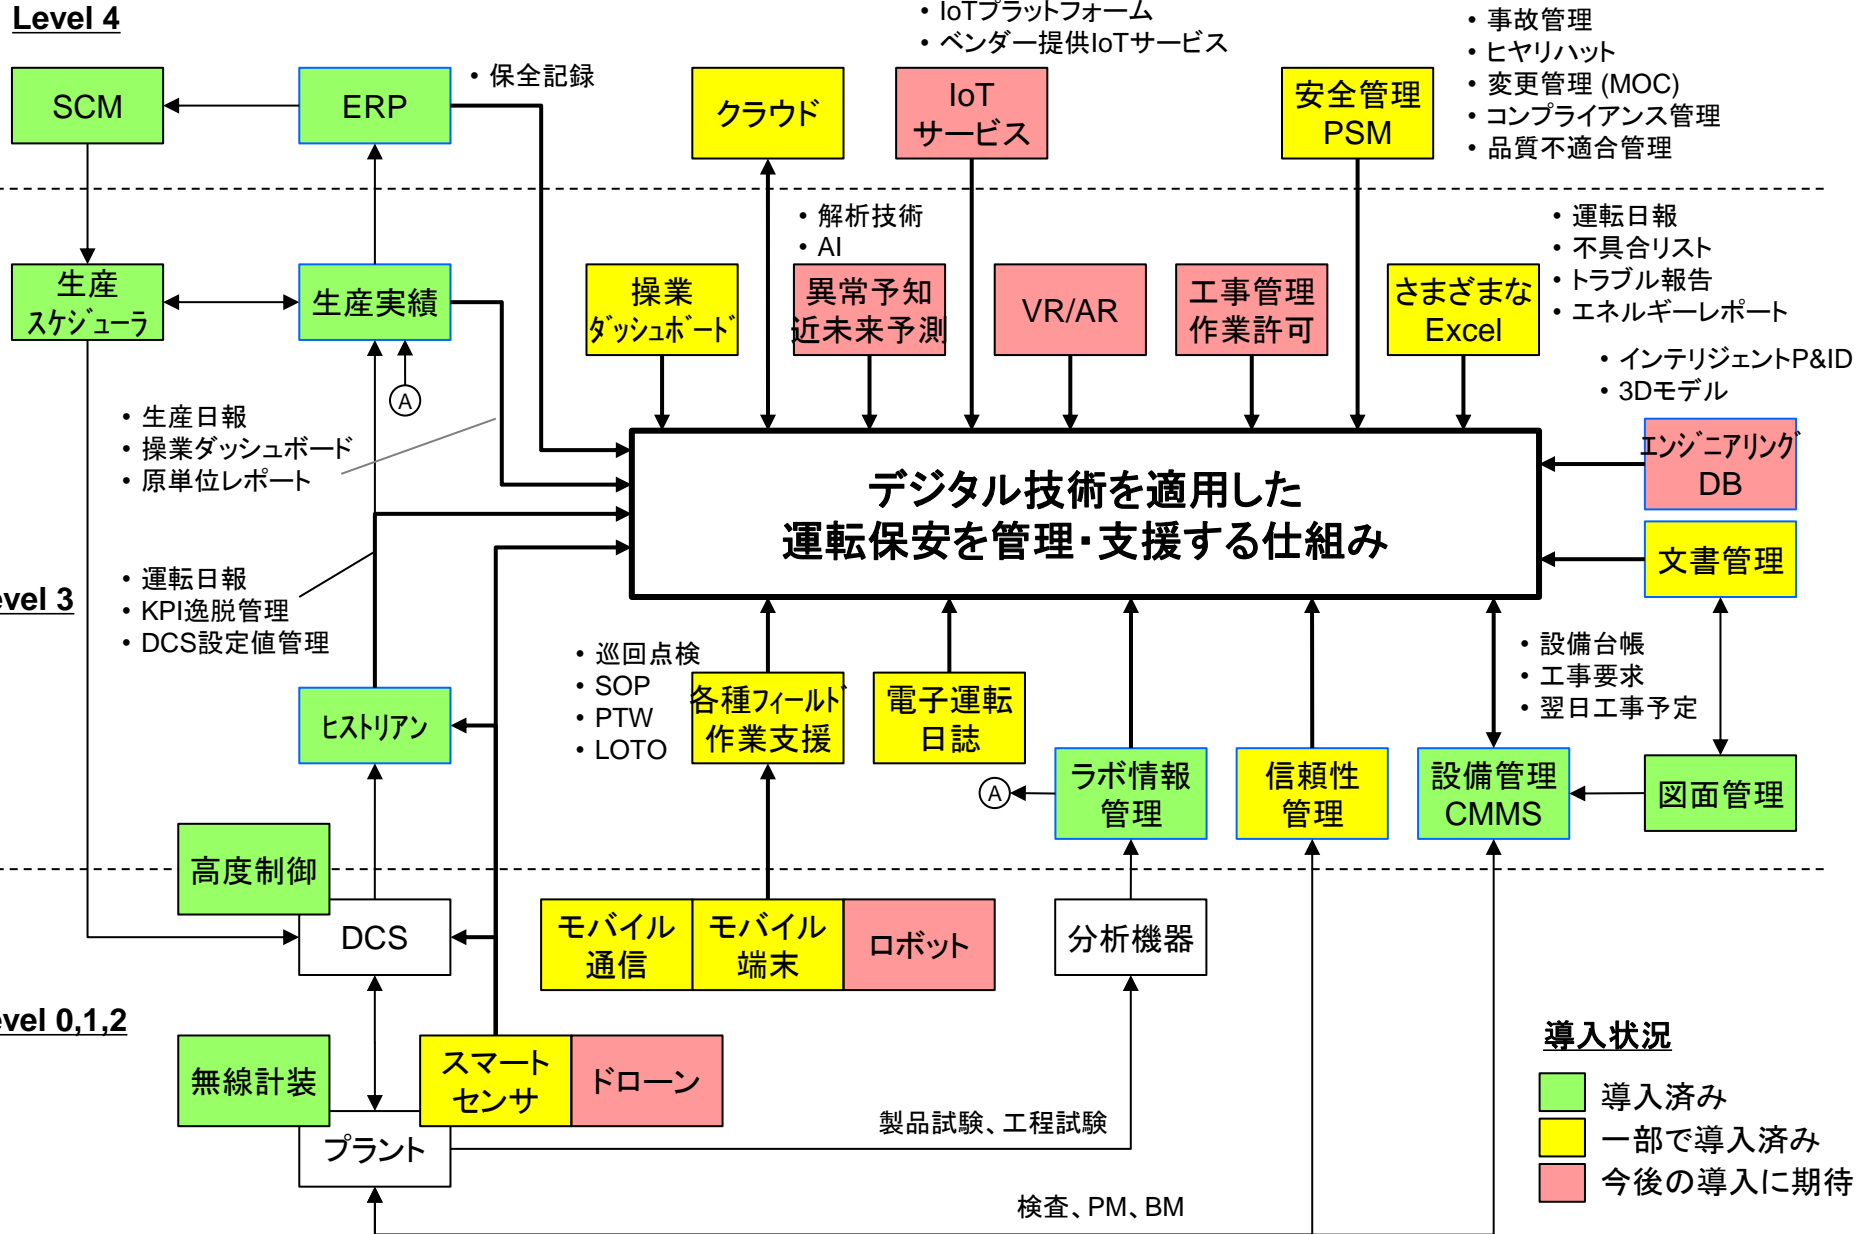 Level 4
• IoTプラットフォーム
• ベンダー提供IoTサービス
• 事故管理
• ヒヤリハット
• 変更管理 (MOC)
• コンプライアンス管理
• 品質不適合管理
SCM
ERP
• 保全記録
クラウド
IoT
サービス
安全管理
PSM
• 解析技術
• AI
• 運転日報
• 不具合リスト
• トラブル報告
• エネルギーレポート
生産
スケジューラ
生産実績
操業
ダッシュボード
異常予知
近未来予測
VR/AR
工事管理
作業許可
さまざまな
Excel
A
• インテリジェントP&ID
• 3Dモデル
• 生産日報
• 操業ダッシュボード
• 原単位レポート
デジタル技術を適用した
運転保安を管理・支援する仕組み
エンジニアリング
DB
文書管理
evel 3
• 運転日報
• KPI逸脱管理
• DCS設定値管理
• 巡回点検
• SOP
• PTW
• LOTO
• 設備台帳
• 工事要求
• 翌日工事予定
ヒストリアン
各種フィールド
作業支援
電子運転
日誌
A
ラボ情報
管理
信頼性
管理
設備管理
CMMS
図面管理
高度制御
DCS
モバイル
通信
モバイル
端末
ロボット
分析機器
evel 0,1,2
無線計装
スマート
センサ
ドローン
プラント
製品試験、工程試験
検査、PM、BM
導入状況
導入済み
一部で導入済み
今後の導入に期待